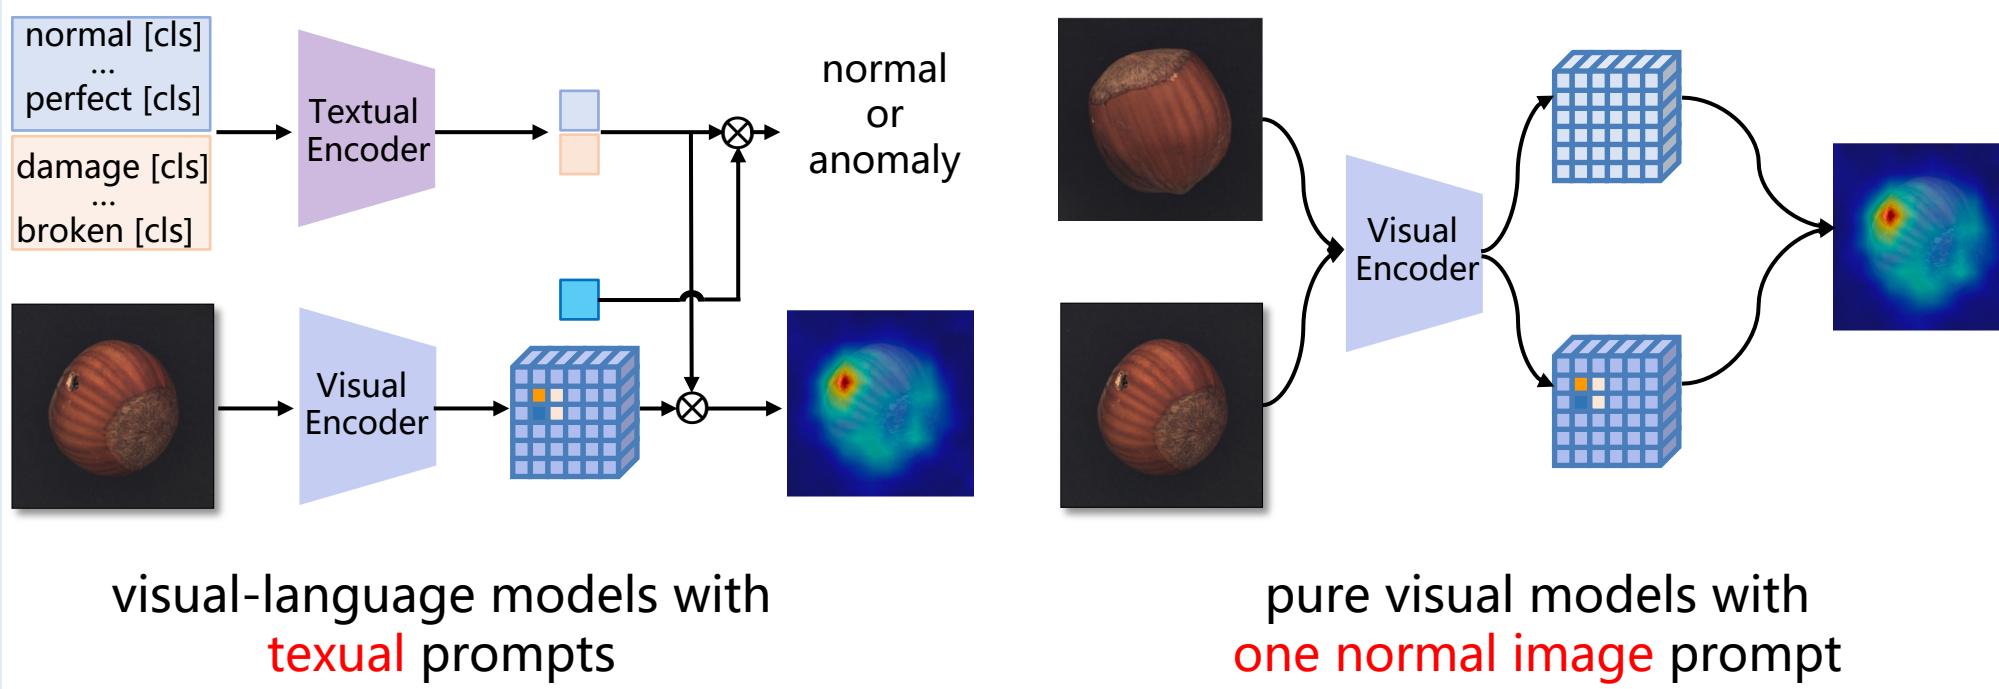 normal [cls]
...
perfect [cls]
damage [cls]
...
broken [cls]
Textual
Encoder
normal
or
anomaly
Visual
Encoder
visual-language models with
texual prompts
Visual
Encoder
pure visual models with
one normal image prompt